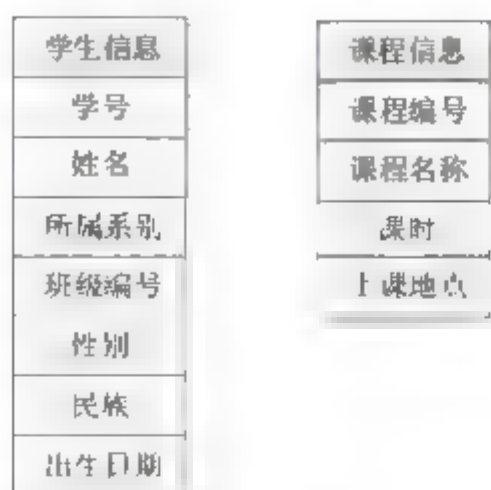 学生信息
学号
姓名
所属系别
班级编号
性别
民族
出生日期
课程信息
课程编号
课程名称
课时
上课地点